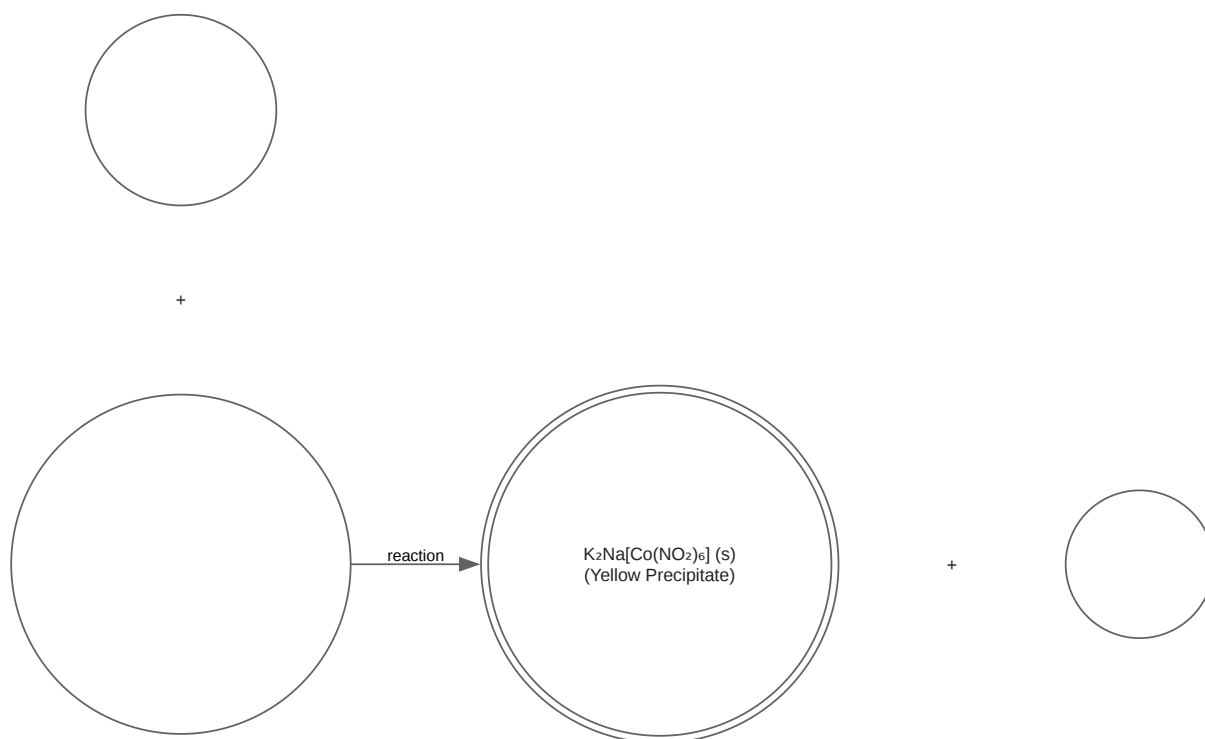 +
reaction
K₂Na[Co(NO₂)₆] (s)
(Yellow Precipitate)
+